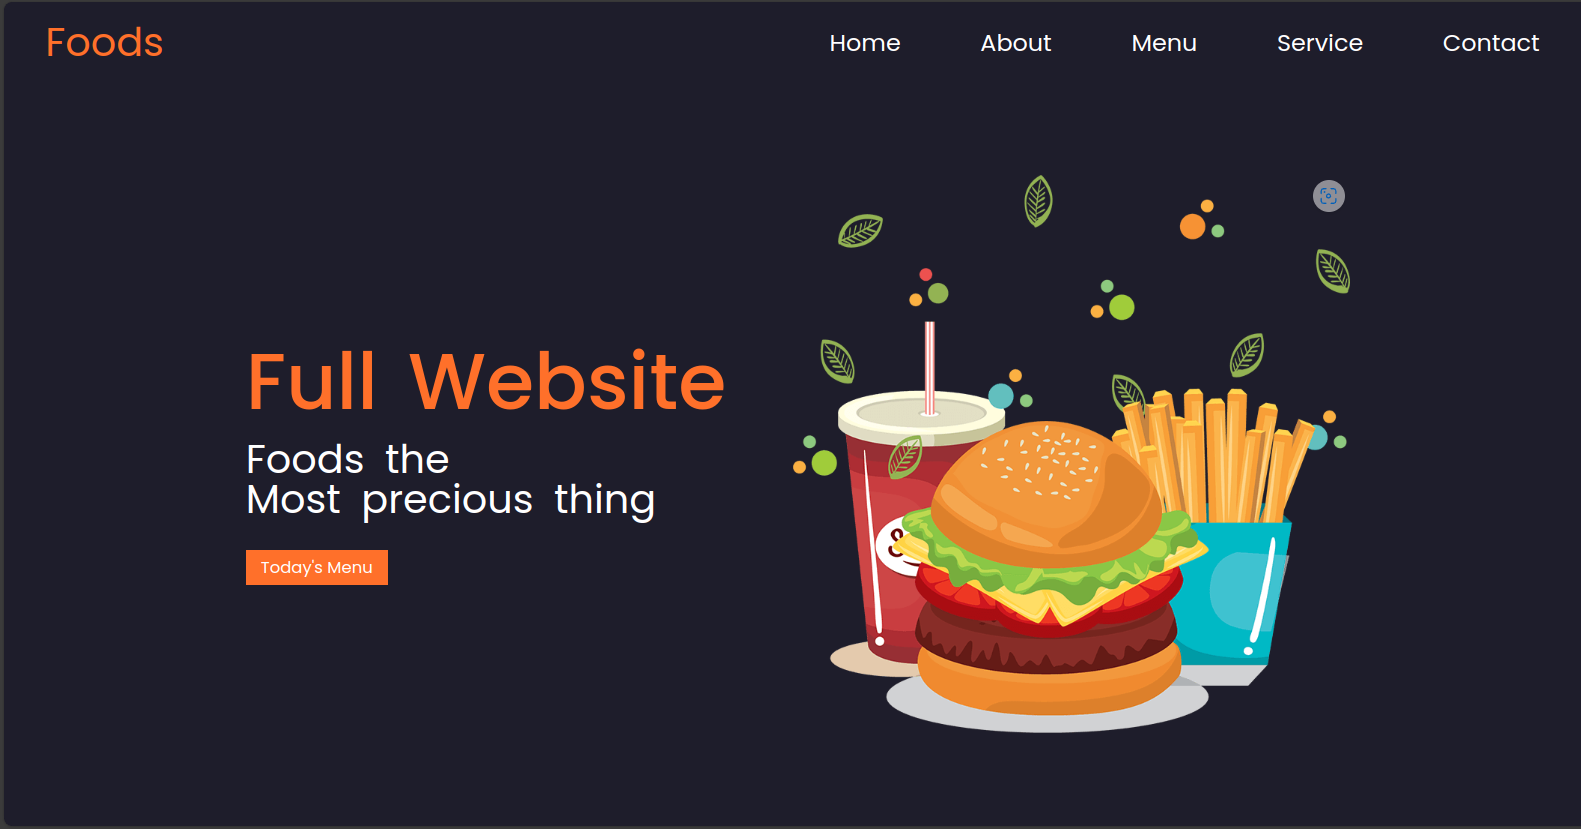 Foods
Home About Menu Service Contact
Full Website
Foods the
Most precious thing
Today's Menu